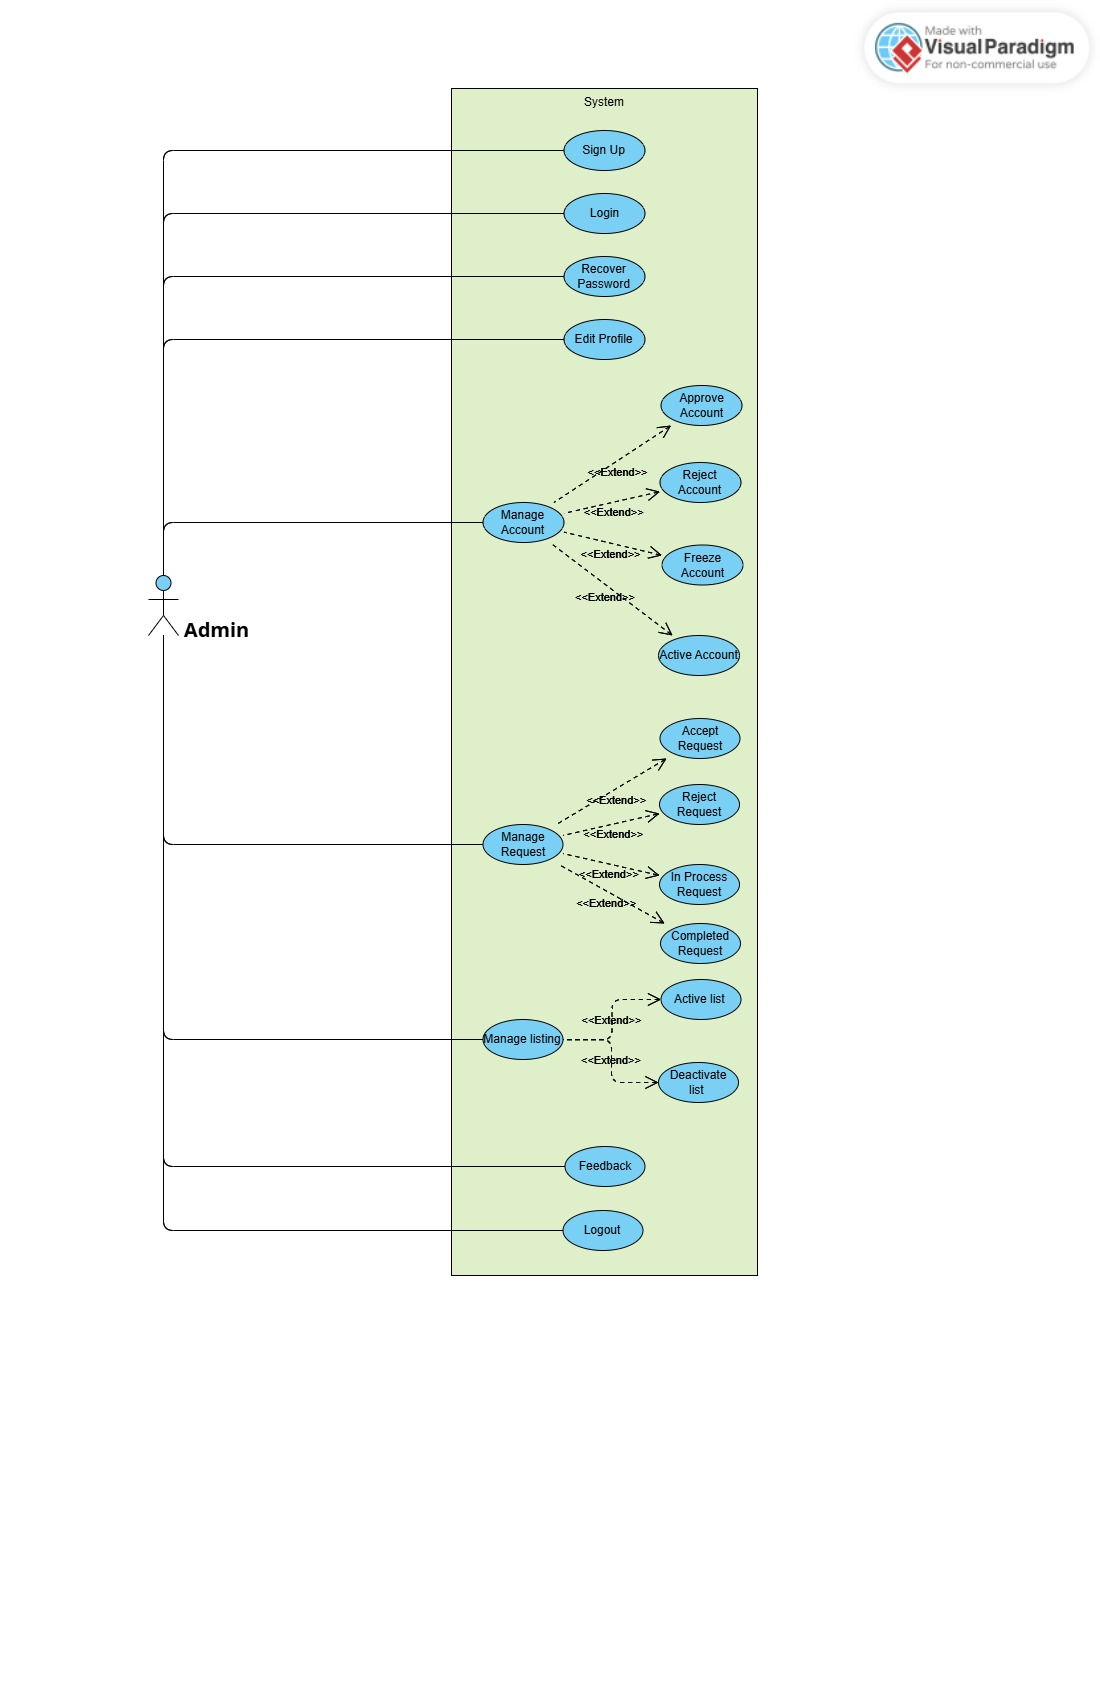 Made with
Visual Paradigm
For non-commercial use
System
Sign Up
Login
Recover
Password
Edit Profile
Approve
Account
<<Extend>>
Reject
Account
<<Extend>>
Manage
Account
<<Extend>>
Freeze
Account
<<Extend>>
Active Account
Admin
Accept
Request
<<Extend>>
Reject
Request
<<Extend>>
Manage
Request
<<Extend>>
In Process
Request
<<Extend>>
Completed
Request
Active list
<<Extend>>
Manage listing
<<Extend>>
Deactivate
list
Feedback
Logout